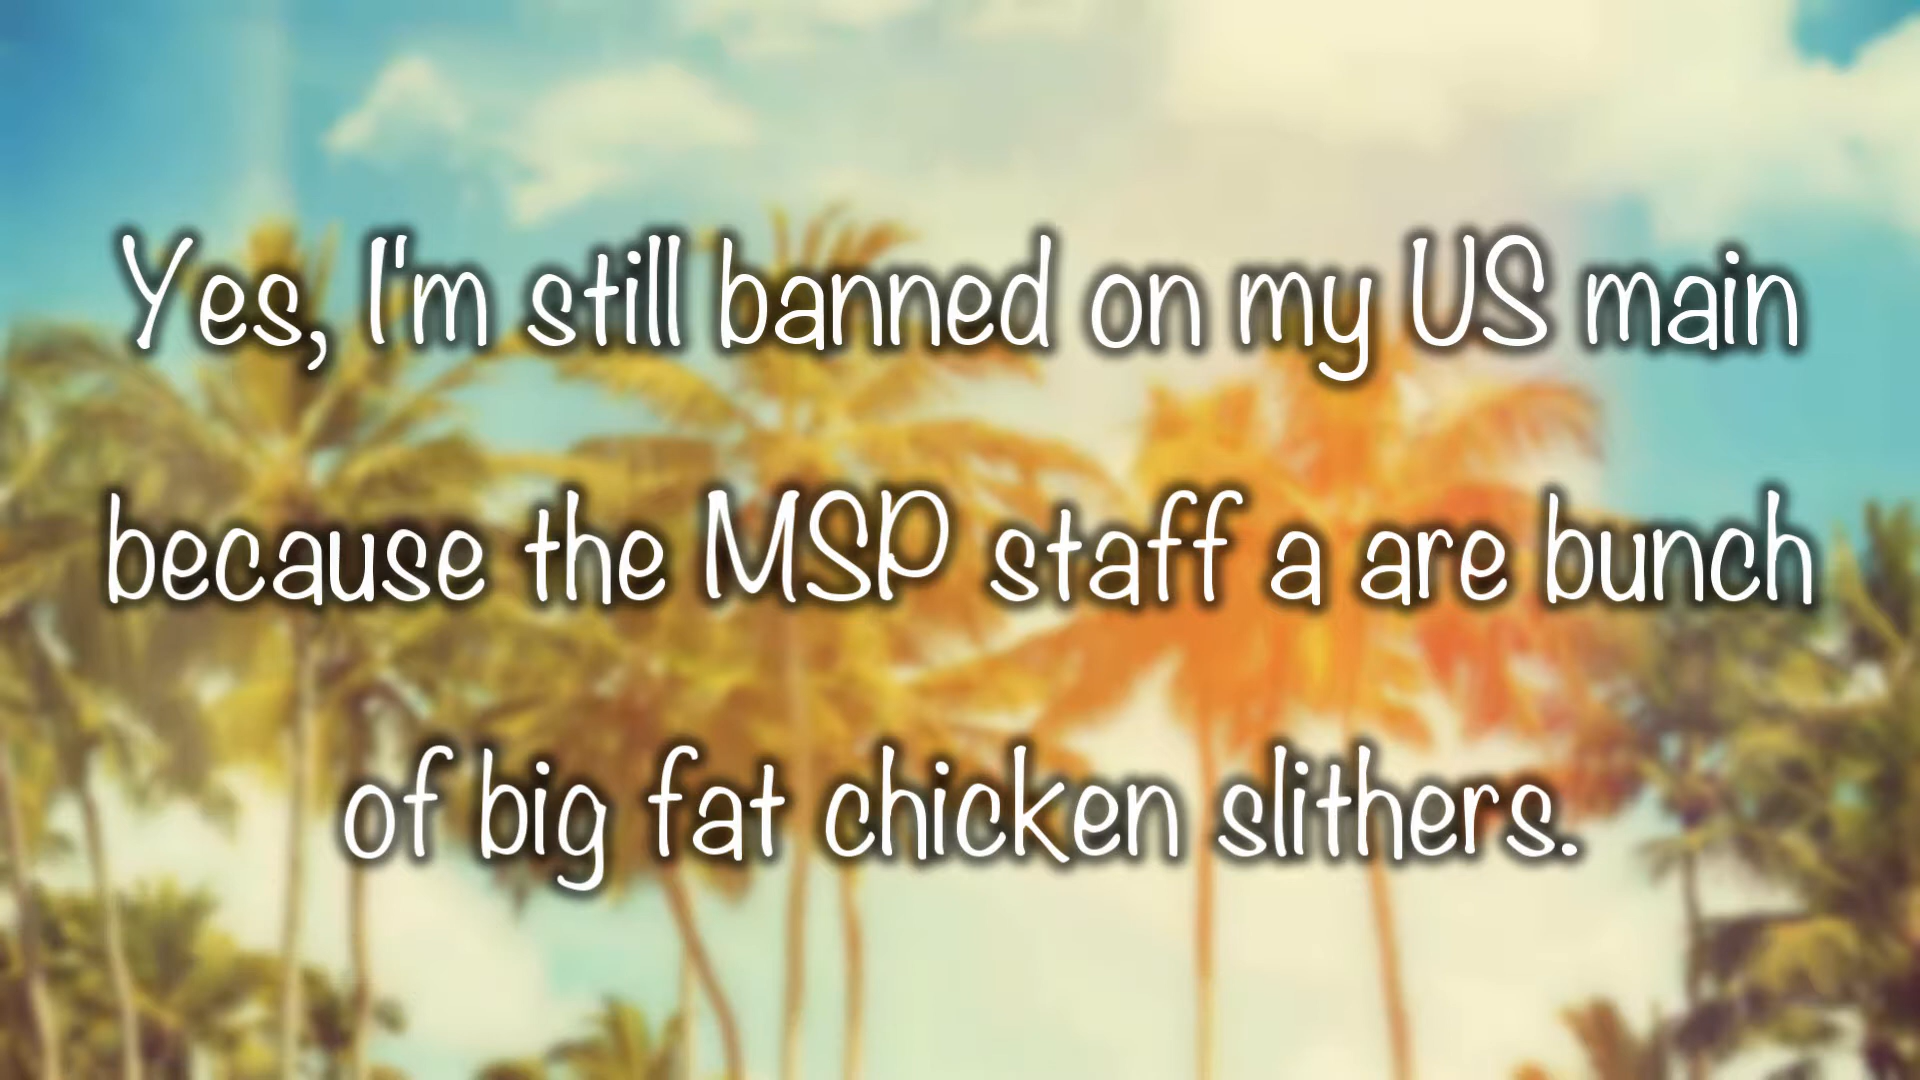 Yes, I'm still banned on my US main
because the MSP staff a are bunch
of big fat chicken slithers.